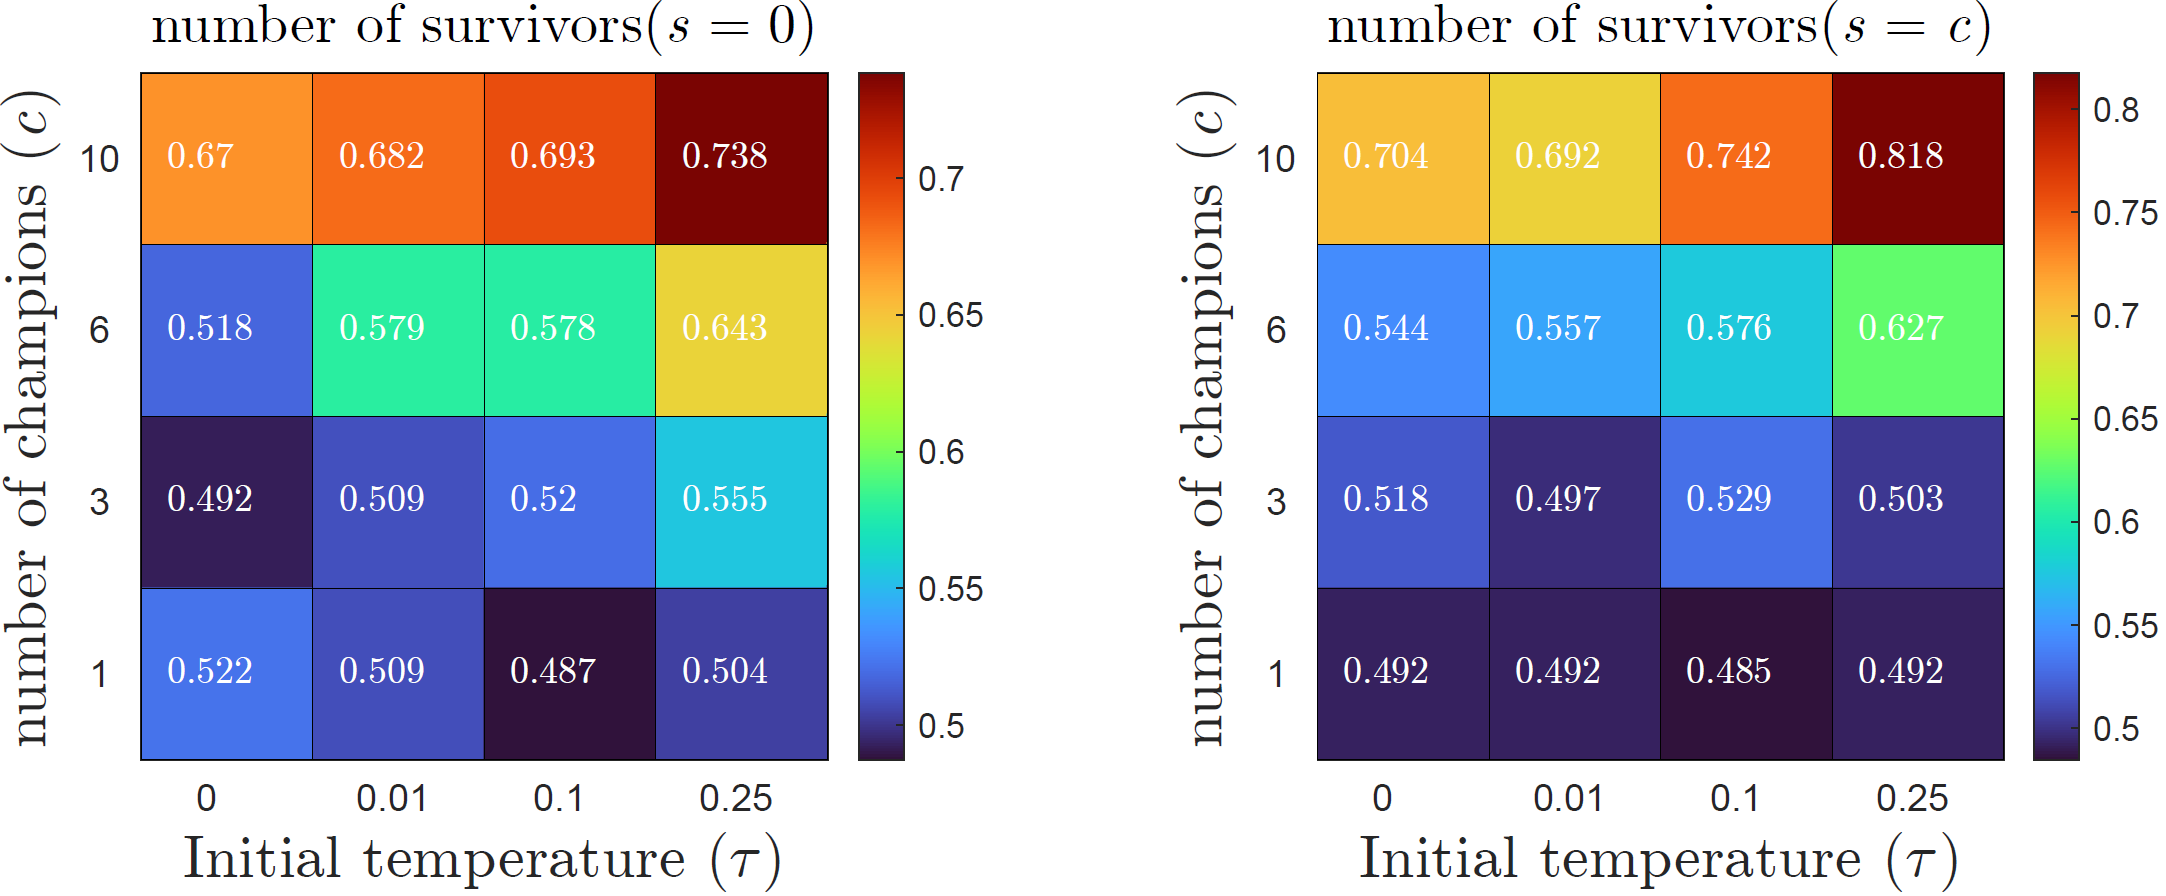 number of survivors(s = 0)
number of champions (c)
10
0.67 0.682 0.693 0.738
6
0.518 0.579 0.578 0.643
3
0.492 0.509 0.52 0.555
1
0.522 0.509 0.487 0.504
0 0.01 0.1 0.25
Initial temperature (τ)
0.7
0.65
0.6
0.55
0.5
number of survivors(s = c)
number of champions (c)
10
0.704 0.692 0.742 0.818
6
0.544 0.557 0.576 0.627
3
0.518 0.497 0.529 0.503
1
0.492 0.492 0.485 0.492
0 0.01 0.1 0.25
Initial temperature (τ)
0.8
0.75
0.7
0.65
0.6
0.55
0.5